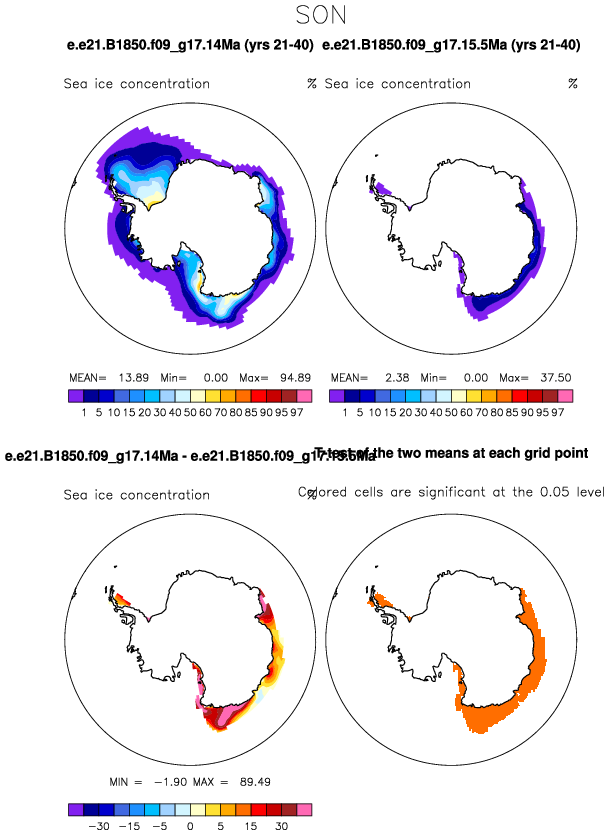 SON
e.e21.B1850.f09_g17.14Ma (yrs 21-40) e.e21.B1850.f09_g17.15.5Ma (yrs 21-40)
Sea ice concentration % Sea ice concentration %
MEAN= 13.89 Min= 0.00 Max= 94.89 MEAN= 2.38 Min= 0.00 Max= 37.50
1 5 10 15 20 30 40 50 60 70 80 85 90 95 97 1 5 10 15 20 30 40 50 60 70 80 85 90 95 97
e.e21.B1850.f09_g17.14Ma - e.e21.B1850.f09_g17.15.5Ma T-test of the two means at each grid point
Sea ice concentration % Colored cells are significant at the 0.05 level
MIN = -1.90 MAX = 89.49
-30 -15 -5 0 5 15 30